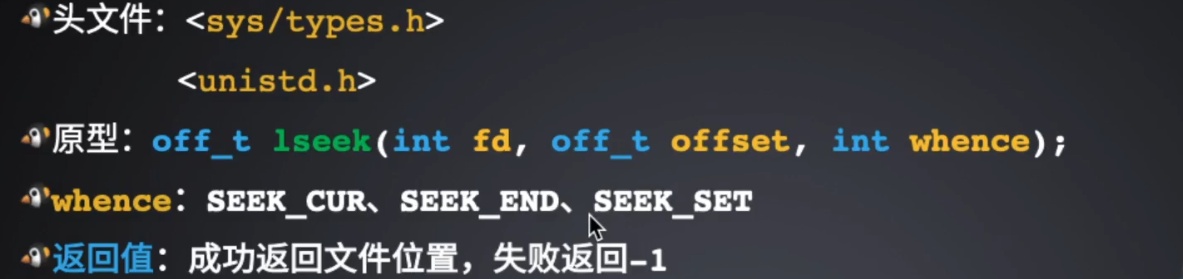 头文件：<sys/types.h>
<unistd.h>
原型：off_t lseek(int fd, off_t offset, int whence);
whence：SEEK_CUR、SEEK_END、SEEK_SET
返回值：成功返回文件位置，失败返回-1